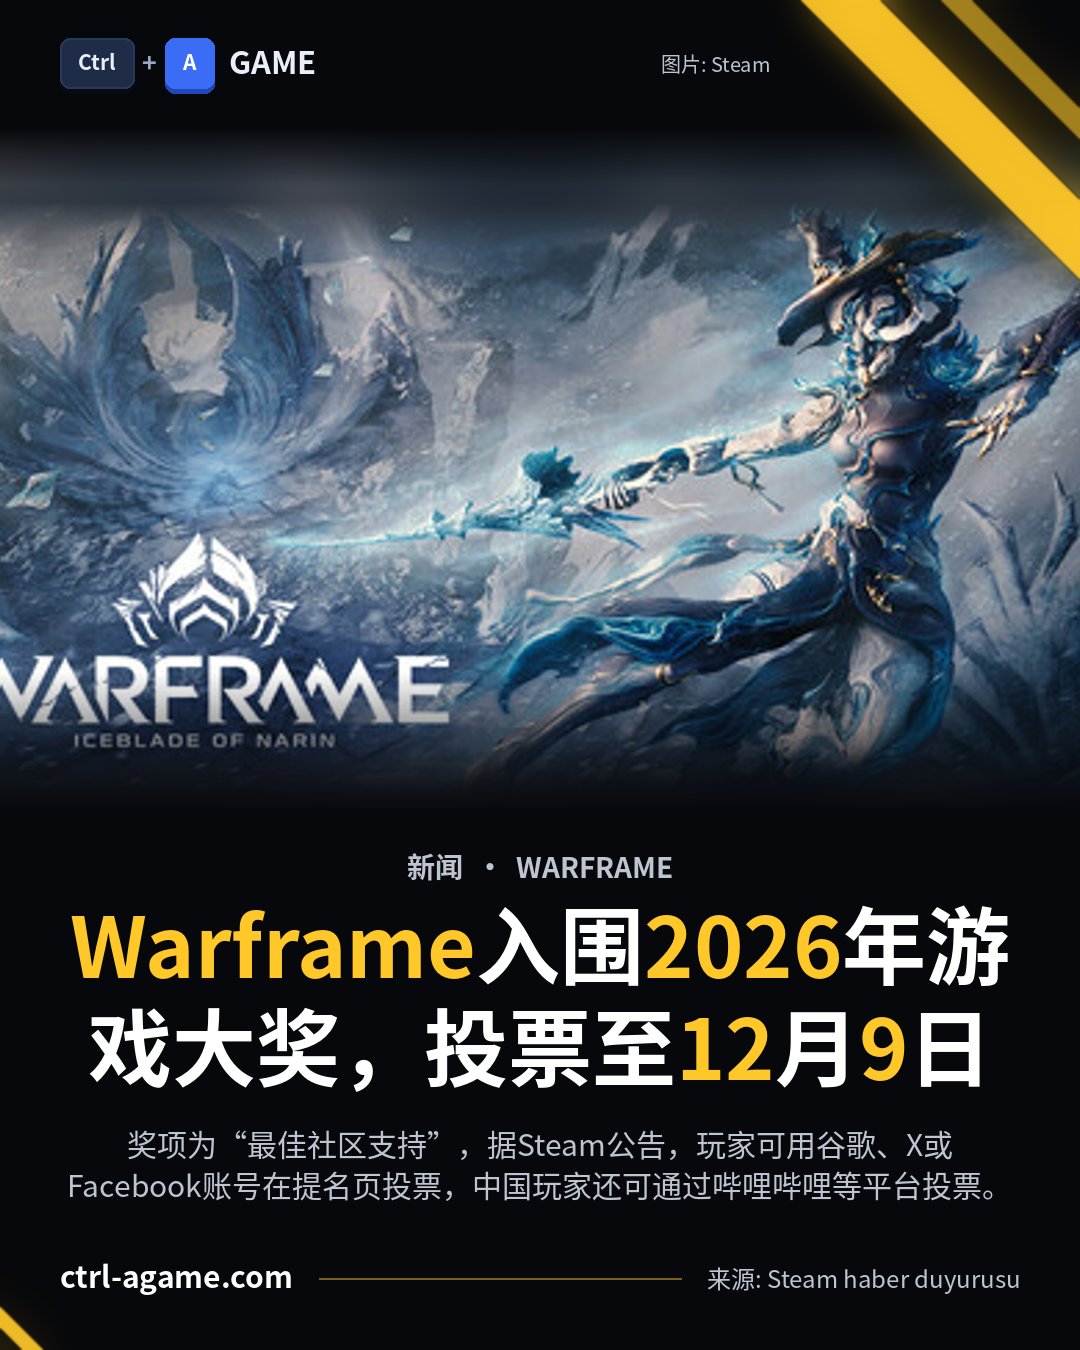 Ctrl + A GAME
图片: Steam
WARFRAME
ICEBLADE OF NARIN
新闻 • WARFRAME
Warframe入围2026年游
戏大奖，投票至12月9日
奖项为“最佳社区支持”，据Steam公告，玩家可用谷歌、X或
Facebook账号在提名页投票，中国玩家还可通过哔哩哔哩等平台投票。
ctrl-agame.com
来源: Steam haber duyurusu